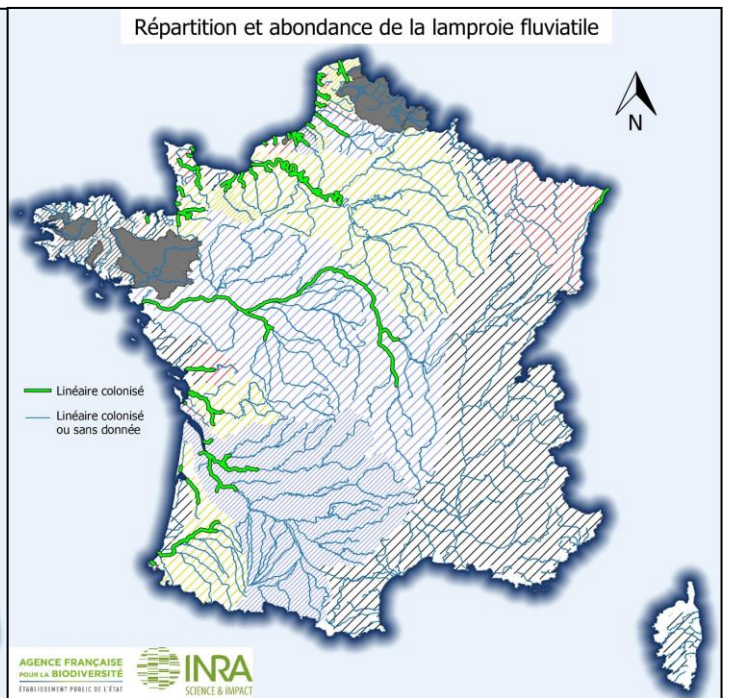 Répartition et abondance de la lamproie fluviatile
N
Linéaire colonisé
Linéaire colonisé
ou sans donnée
AGENCE FRANÇAISE
POUR LA BIODIVERSITÉ
ÉTABLISSEMENT PUBLIC DE L'ÉTAT
INRA
SCIENCE & IMPACT